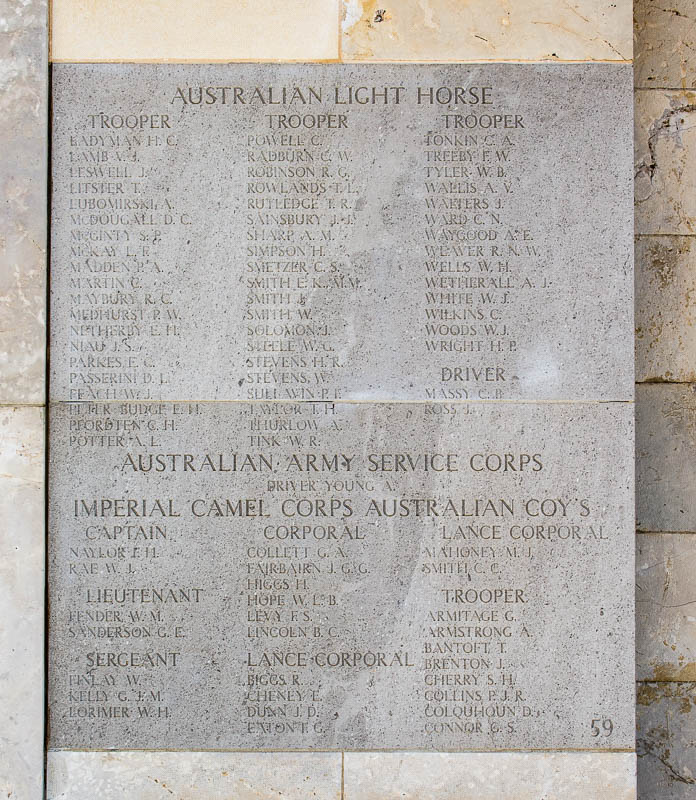 AUSTRALIAN LIGHT HORSE
TROOPER
LADYMAN H. C.
LAMB V. J.
LESWELL J.
LITSTER T.
LUBOMIRSKI A.
McDOUGALL D. C.
McGINTY S. P.
McKAY L. F.
MADDEN P. A.
MARTIN C.
MAYBURY R. C.
MEDHURST P. W.
NETHERBY E. H.
NIAU J. S.
PARKES E. C.
PASSERINI D. L.
PEACH W. J.
PETER-BUDGE E. H.
PFORDTEN C. H.
POTTER A. L.
TROOPER
POWELL C.
RADBURN C. W.
ROBINSON R. G.
ROWLANDS T. L.
RUTLEDGE T. R.
SAINSBURY J. J.
SHARP A. M.
SIMPSON H.
SMETZER C. S.
SMITH E. K., M.M.
SMITH J.
SMITH W.
SOLOMON J.
STEELE W. G.
STEVENS H. R.
STEVENS W.
SULLAVIN P. F.
TAYLOR T. H.
THURLOW A.
TINK W. R.
TROOPER
TONKIN C. A.
TREEBY F. W.
TYLER W. B.
WALLIS A. V.
WALTERS J.
WARD C. N.
WAYGOOD A. E.
WEAVER R. N. W.
WELLS W. H.
WETHERALL A. J.
WHITE W. J.
WILKINS C.
WOODS W. J.
WRIGHT H. P.
DRIVER
MASSY C. B.
ROSS J.
AUSTRALIAN ARMY SERVICE CORPS
DRIVER YOUNG A.
IMPERIAL CAMEL CORPS AUSTRALIAN COY'S
CAPTAIN
NAYLOR J. H.
RAE W. J.
LIEUTENANT
FENDER W. M.
SANDERSON G. E.
SERGEANT
FINLAY W.
KELLY G. J., M.M.
LORIMER W. H.
CORPORAL
COLLETT G. A.
FAIRBAIRN J. G. G.
HIGGS H.
HOPE W. L. B.
LEVY F. S.
LINCOLN B. C.
LANCE CORPORAL
BIGGS R.
CHENEY E.
DUNN J. D.
EATON T. G.
LANCE CORPORAL
MAHONEY M. J.
SMITH C. C.
TROOPER
ARMITAGE G.
ARMSTRONG A.
BANTOFT T.
BRENTON J.
CHERRY S. H.
COLLINS P. J. R.
COLQUHOUN D.
CONNOR G. S.
59